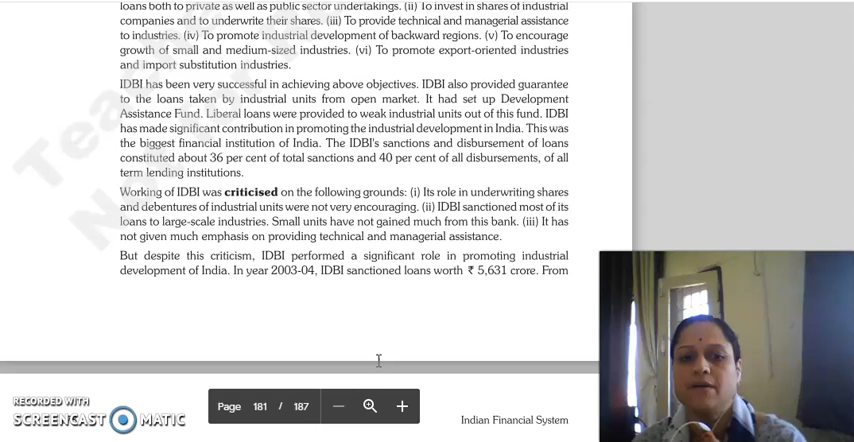 loans both to private as well as public sector undertakings. (ii) To invest in shares of industrial
companies and to underwrite their shares. (iii) To provide technical and managerial assistance
to industries. (iv) To promote industrial development of backward regions. (v) To encourage
growth of small and medium-sized industries. (vi) To promote export-oriented industries
and import substitution industries.
IDBI has been very successful in achieving above objectives. IDBI also provided guarantee
to the loans taken by industrial units from open market. It had set up Development
Assistance Fund. Liberal loans were provided to weak industrial units out of this fund. IDBI
has made significant contribution in promoting the industrial development in India. This was
the biggest financial institution of India. The IDBI's sanctions and disbursement of loans
constituted about 36 per cent of total sanctions and 40 per cent of all disbursements, of all
term lending institutions.
Working of IDBI was criticised on the following grounds: (i) Its role in underwriting shares
and debentures of industrial units were not very encouraging. (ii) IDBI sanctioned most of its
loans to large-scale industries. Small units have not gained much from this bank. (iii) It has
not given much emphasis on providing technical and managerial assistance.
But despite this criticism, IDBI performed a significant role in promoting industrial
development of India. In year 2003-04, IDBI sanctioned loans worth ₹ 5,631 crore. From
Page 181 / 187
RECORDED WITH
SCREENCAST MATIC
Indian Financial System